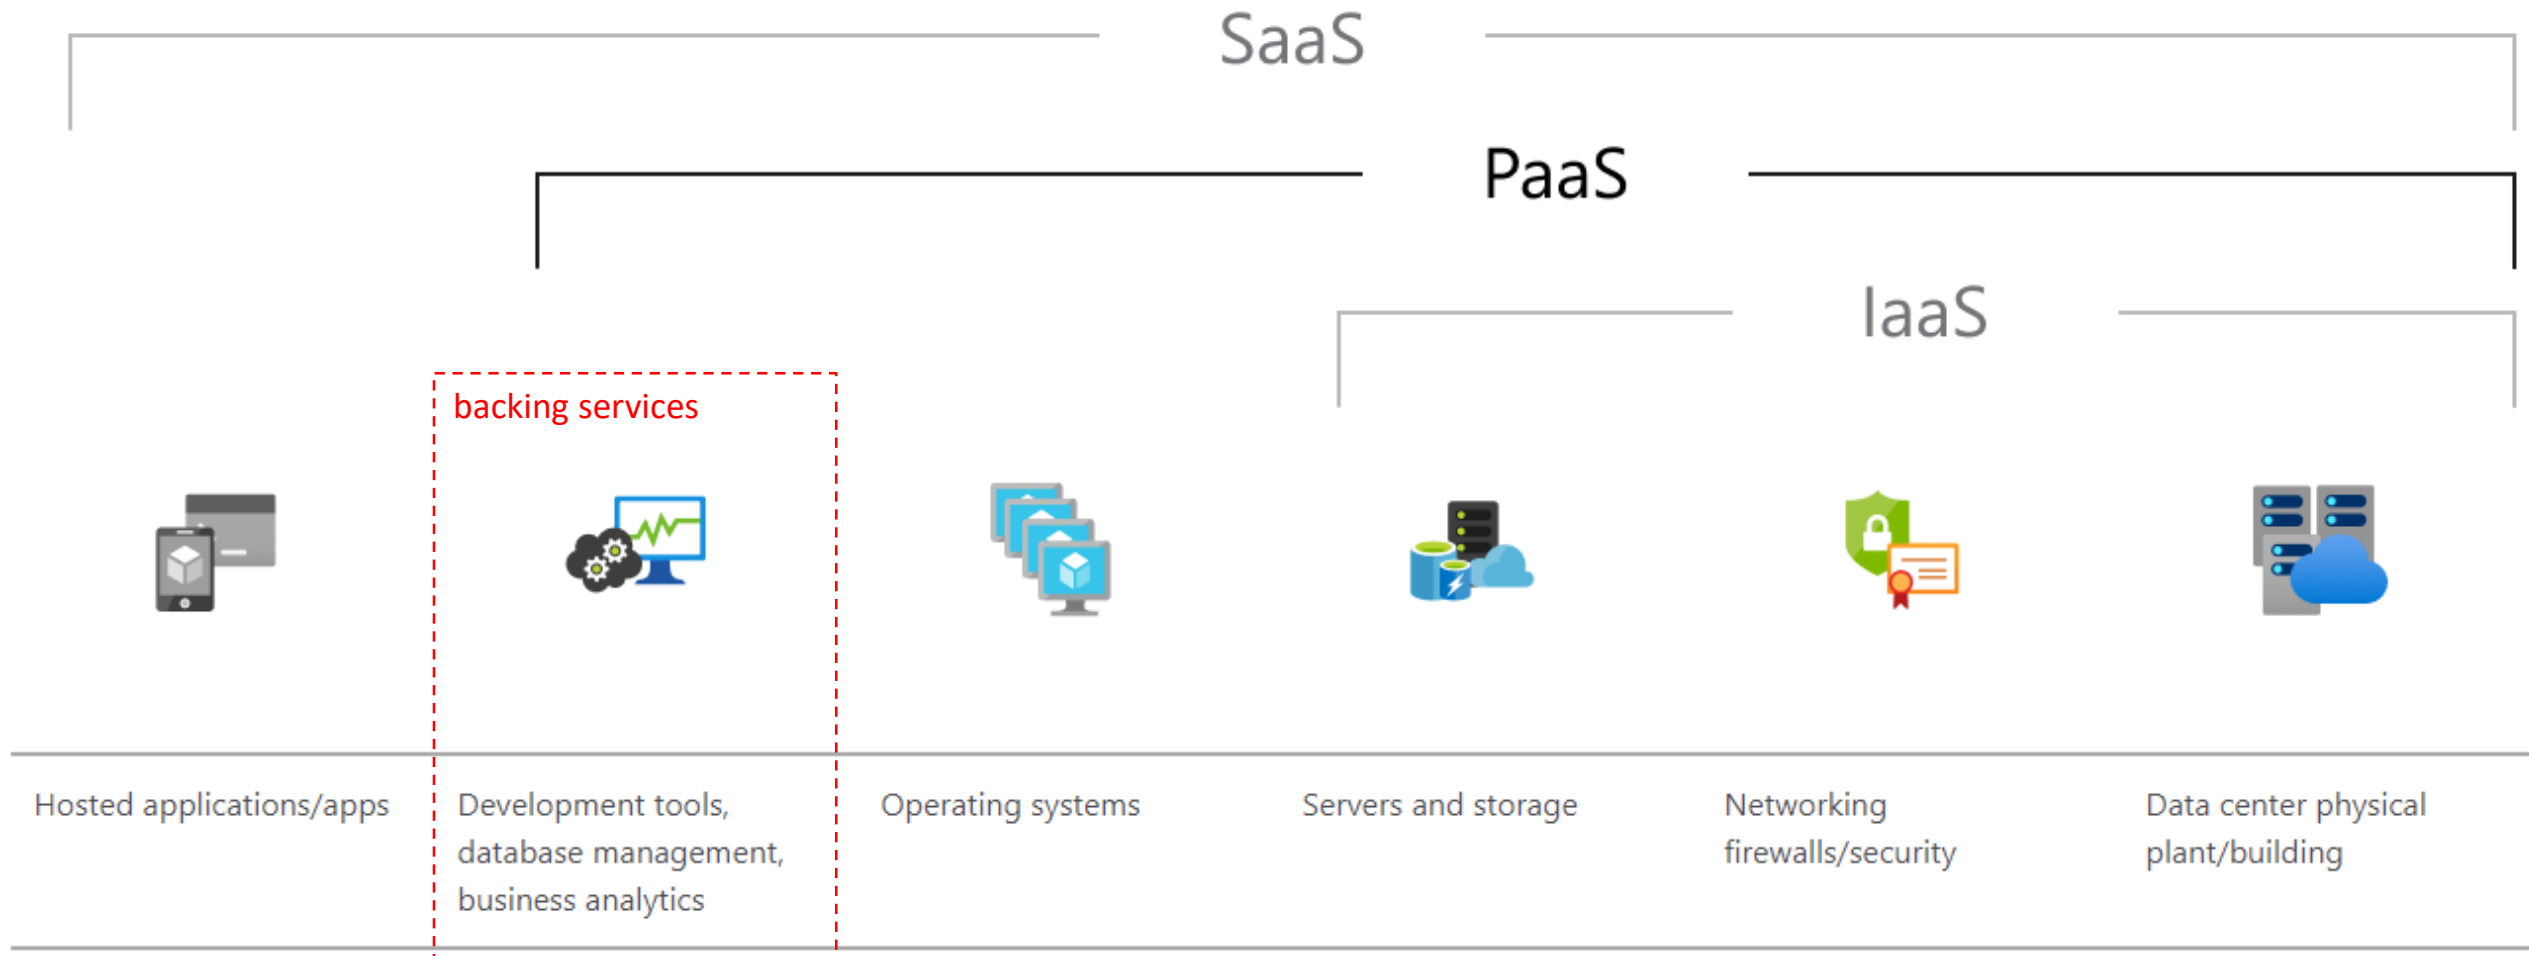 SaaS
PaaS
IaaS
backing services
Hosted applications/apps
Development tools,
database management,
business analytics
Operating systems
Servers and storage
Networking
firewalls/security
Data center physical
plant/building